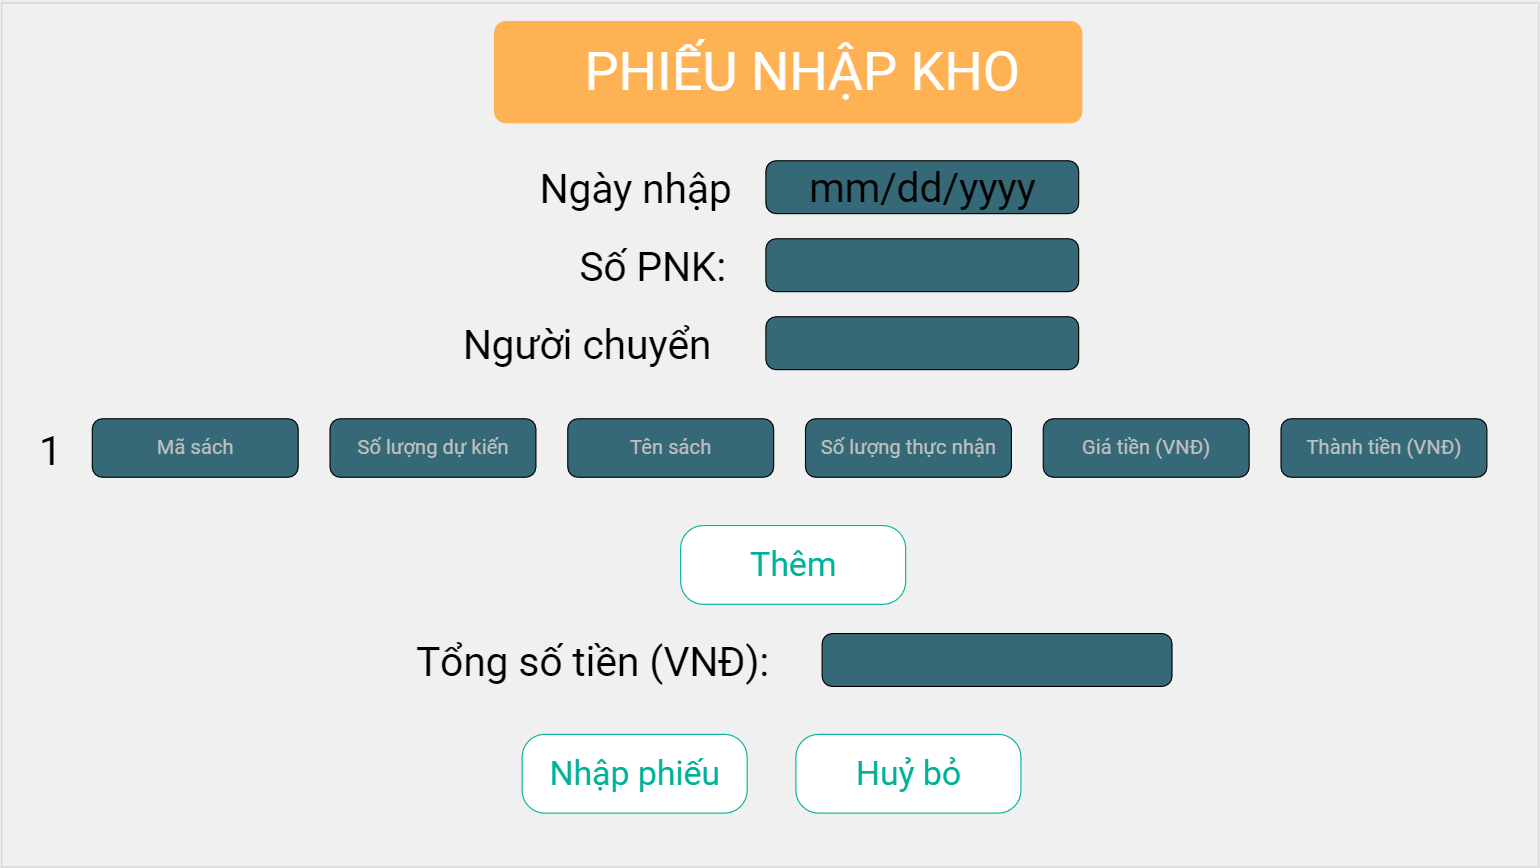 PHIẾU NHẬP KHO
Ngày nhập
mm/dd/yyyy
Số PNK:
Người chuyển
1
Mã sách
Số lượng dự kiến
Tên sách
Số lượng thực nhận
Giá tiền (VNĐ)
Thành tiền (VNĐ)
Thêm
Tổng số tiền (VNĐ):
Nhập phiếu
Huỷ bỏ